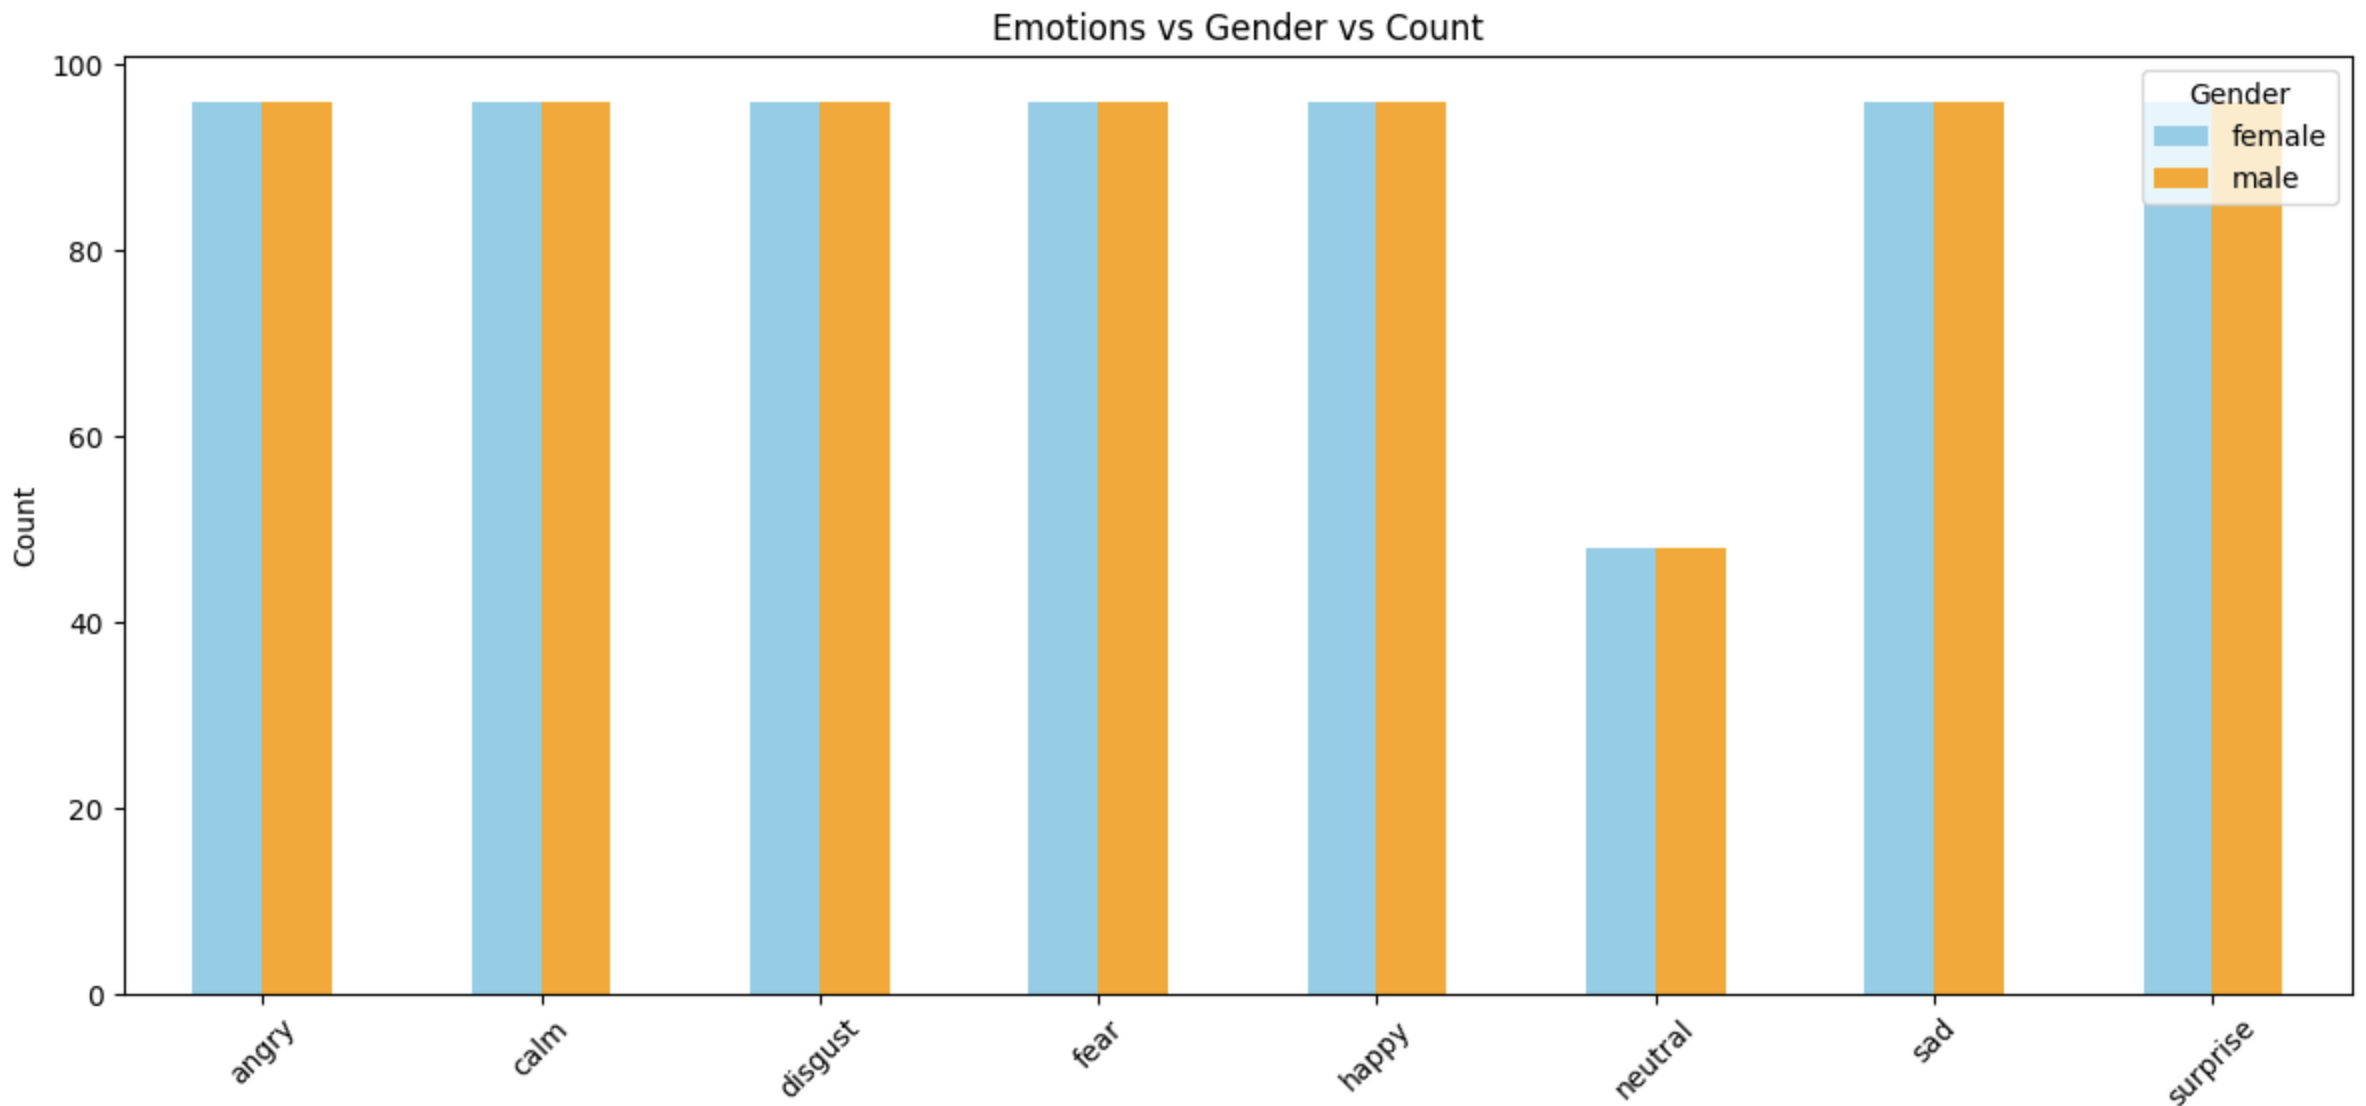 Emotions vs Gender vs Count
100
80
60
40
20
0
Count
Gender
female
male
angry
calm
disgust
fear
happy
neutral
sad
surprise